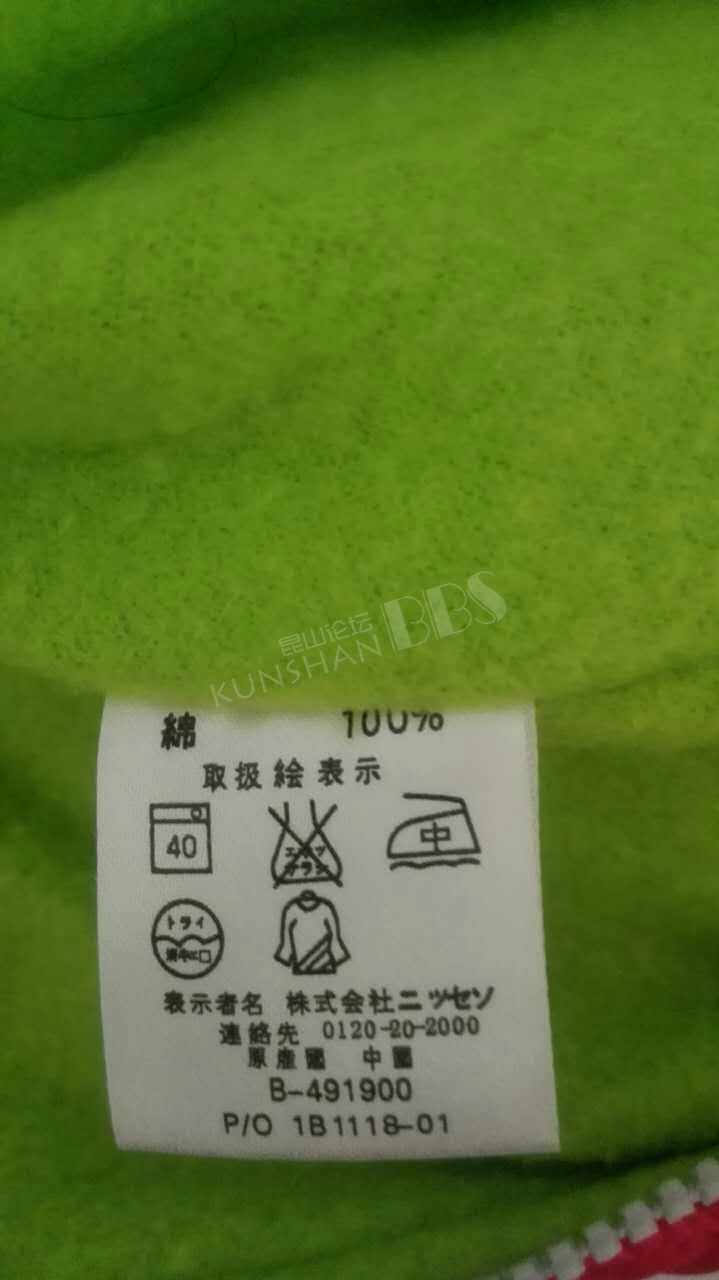 昆山论坛 BBS
KUNSHAN
綿 100%
取扱絵表示
40
エンソ
サラシ
中
ドライ
表示者名 株式会社ニッセソ
連絡先 0120-20-2000
原産國 中國
B-491900
P/O 1B1118-01